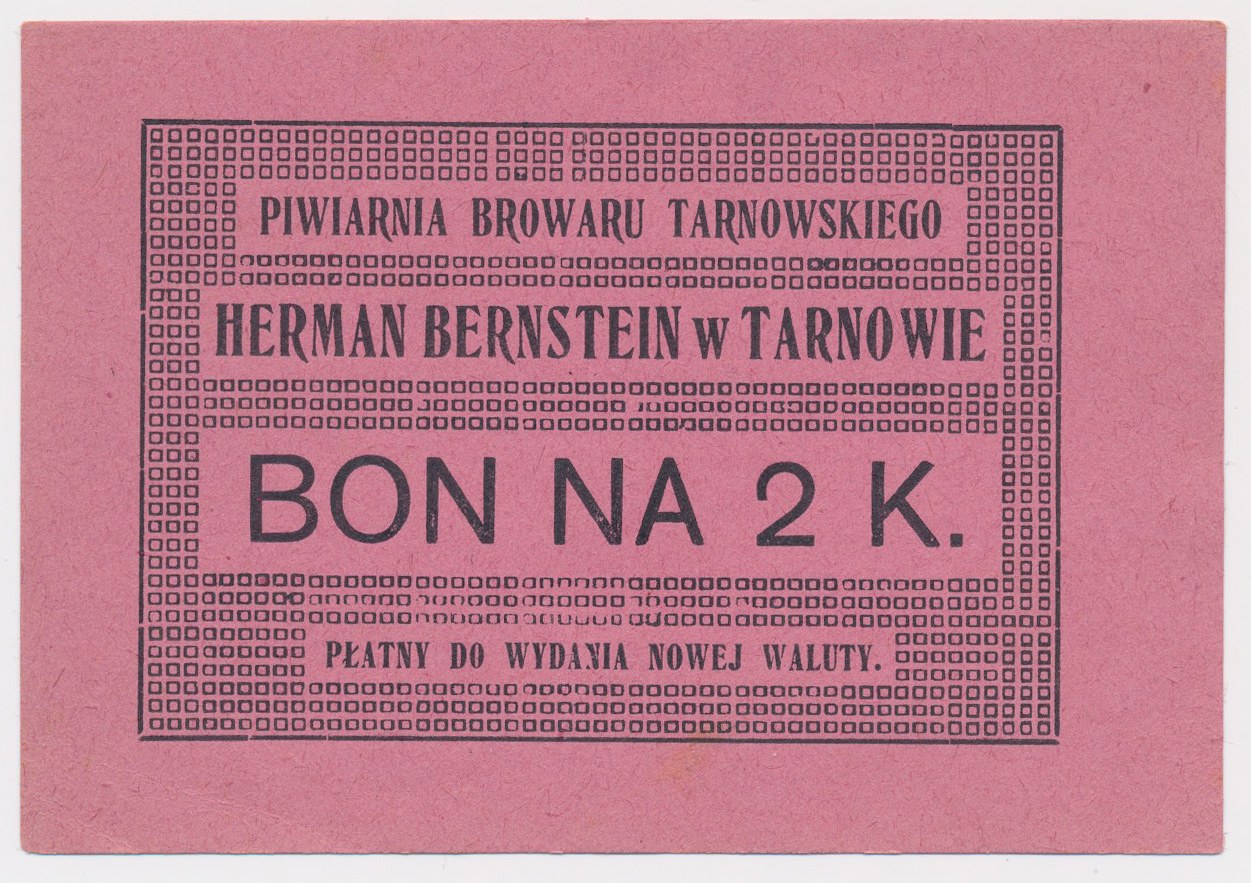 PIWIARNIA BROWARU TARNOWSKIEGO
HERMAN BERNSTEIN w TARNOWIE
BON NA 2 K.
PŁATNY DO WYDANIA NOWEJ WALUTY.